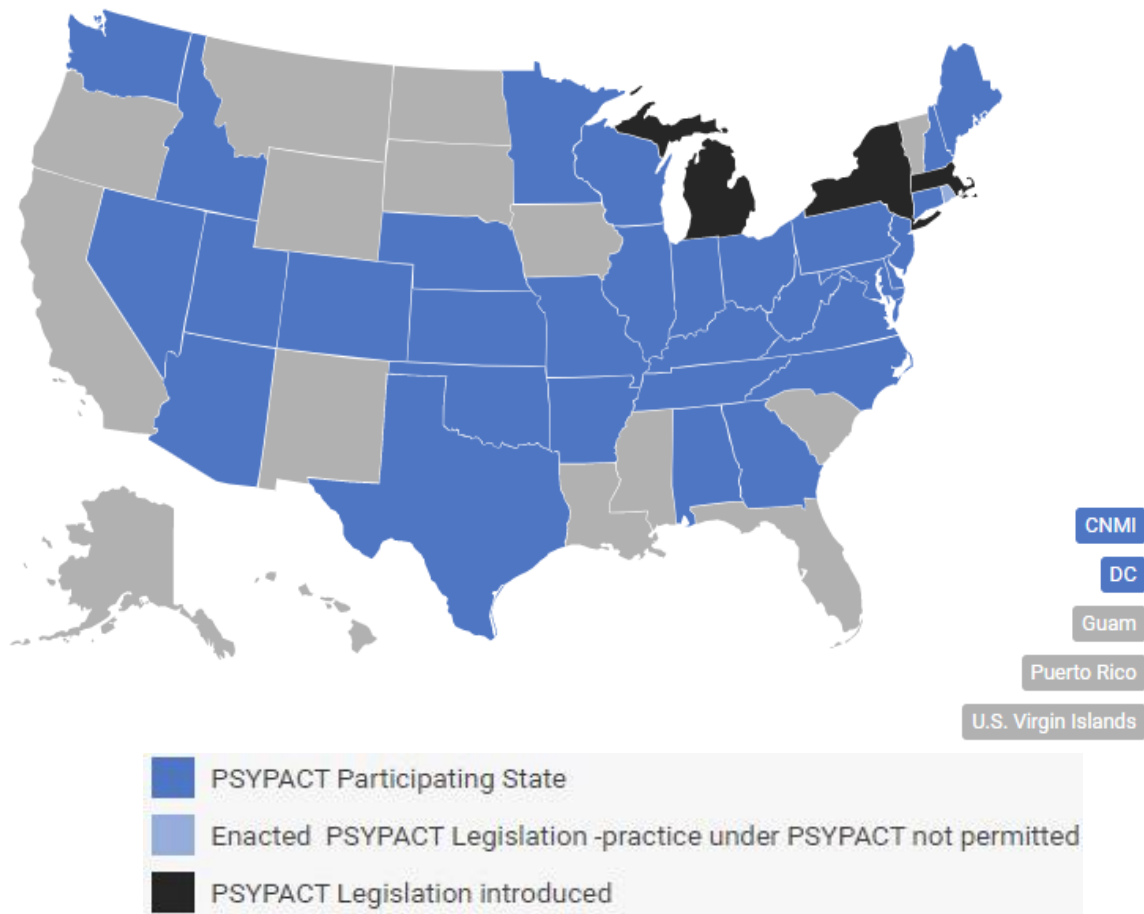 CNMI
DC
Guam
Puerto Rico
U.S. Virgin Islands
PSYPACT Participating State
Enacted  PSYPACT Legislation -practice under PSYPACT not permitted
PSYPACT Legislation introduced